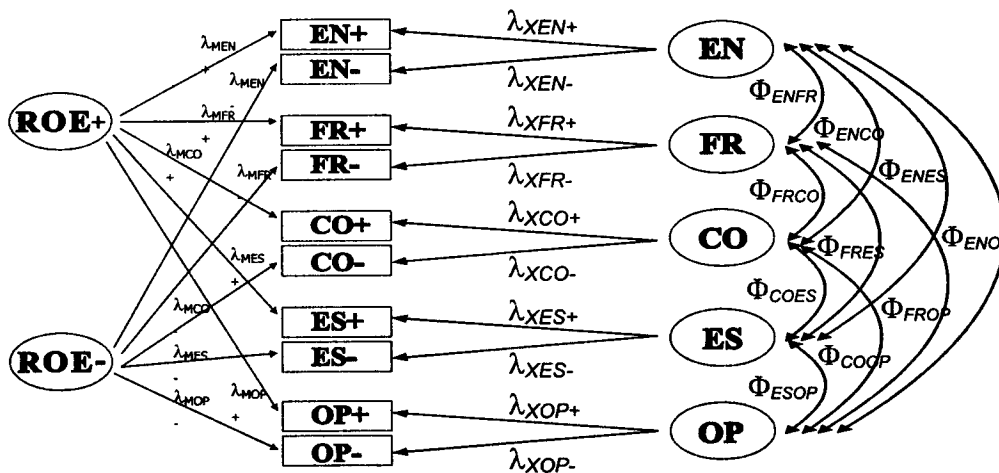 ROE+
ROE-
λMEN
+
λMEN
-
λMFR
+
λMCO
+
λMFR
λMES
+
λMCO
-
λMES
-
λMOP
+
λMOP
-
EN+
EN-
FR+
FR-
CO+
CO-
ES+
ES-
OP+
OP-
λXEN+
λXEN-
λXFR+
λXFR-
λXCO+
λXCO-
λXES+
λXES-
λXOP+
λXOP-
EN
FR
CO
ES
OP
ΦENFR
ΦENCO
ΦFRCO
ΦENES
ΦFRES
ΦENO
ΦCOES
ΦFROP
ΦCOOP
ΦESOP